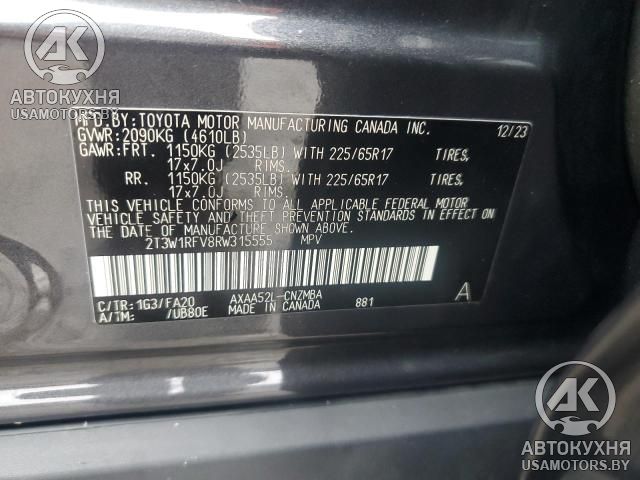 AK
АВТОКУХНЯ
USAMOTORS.BY
MFD. BY: TOYOTA MOTOR MANUFACTURING CANADA INC. 12/23
GVWR: 2090KG (4610LB)
GAWR: FRT. 1150KG (2535LB) WITH 225/65R17 TIRES,
17x7.0J RIMS,
RR. 1150KG (2535LB) WITH 225/65R17 TIRES,
17x7.0J RIMS,
THIS VEHICLE CONFORMS TO ALL APPLICABLE FEDERAL MOTOR
VEHICLE SAFETY AND THEFT PREVENTION STANDARDS IN EFFECT ON
THE DATE OF MANUFACTURE SHOWN ABOVE.
2T3W1RFV8RW315555 MPV
C/TR: 1G3/FA20 AXAA52L-CNZMBA 881 A
A/TM: /UB80E MADE IN CANADA
AK
АВТОКУХНЯ
USAMOTORS.BY